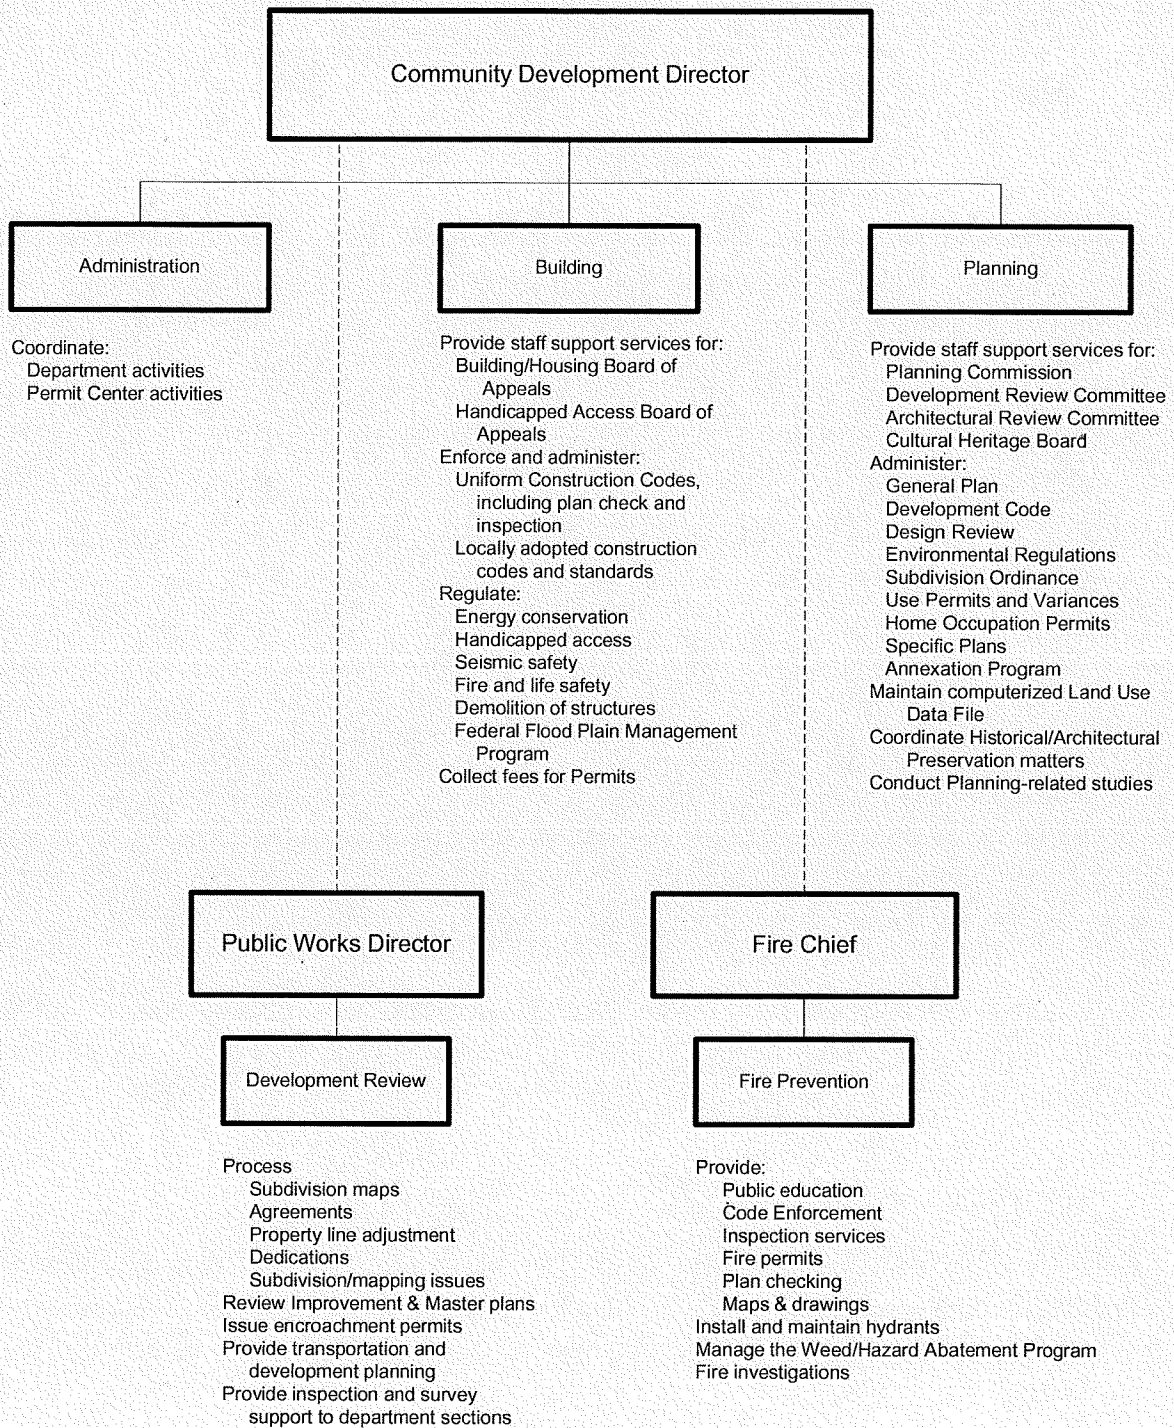 Community Development Director
Administration
Coordinate:
Department activities
Permit Center activities
Building
Provide staff support services for:
Building/Housing Board of
Appeals
Handicapped Access Board of
Appeals
Enforce and administer:
Uniform Construction Codes,
including plan check and
inspection
Locally adopted construction
codes and standards
Regulate:
Energy conservation
Handicapped access
Seismic safety
Fire and life safety
Demolition of structures
Federal Flood Plain Management
Program
Collect fees for Permits
Planning
Provide staff support services for:
Planning Commission
Development Review Committee
Architectural Review Committee
Cultural Heritage Board
Administer:
General Plan
Development Code
Design Review
Environmental Regulations
Subdivision Ordinance
Use Permits and Variances
Home Occupation Permits
Specific Plans
Annexation Program
Maintain computerized Land Use
Data File
Coordinate Historical/Architectural
Preservation matters
Conduct Planning-related studies
Public Works Director
Development Review
Process
Subdivision maps
Agreements
Property line adjustment
Dedications
Subdivision/mapping issues
Review Improvement & Master plans
Issue encroachment permits
Provide transportation and
development planning
Provide inspection and survey
support to department sections
Fire Chief
Fire Prevention
Provide:
Public education
Code Enforcement
Inspection services
Fire permits
Plan checking
Maps & drawings
Install and maintain hydrants
Manage the Weed/Hazard Abatement Program
Fire investigations